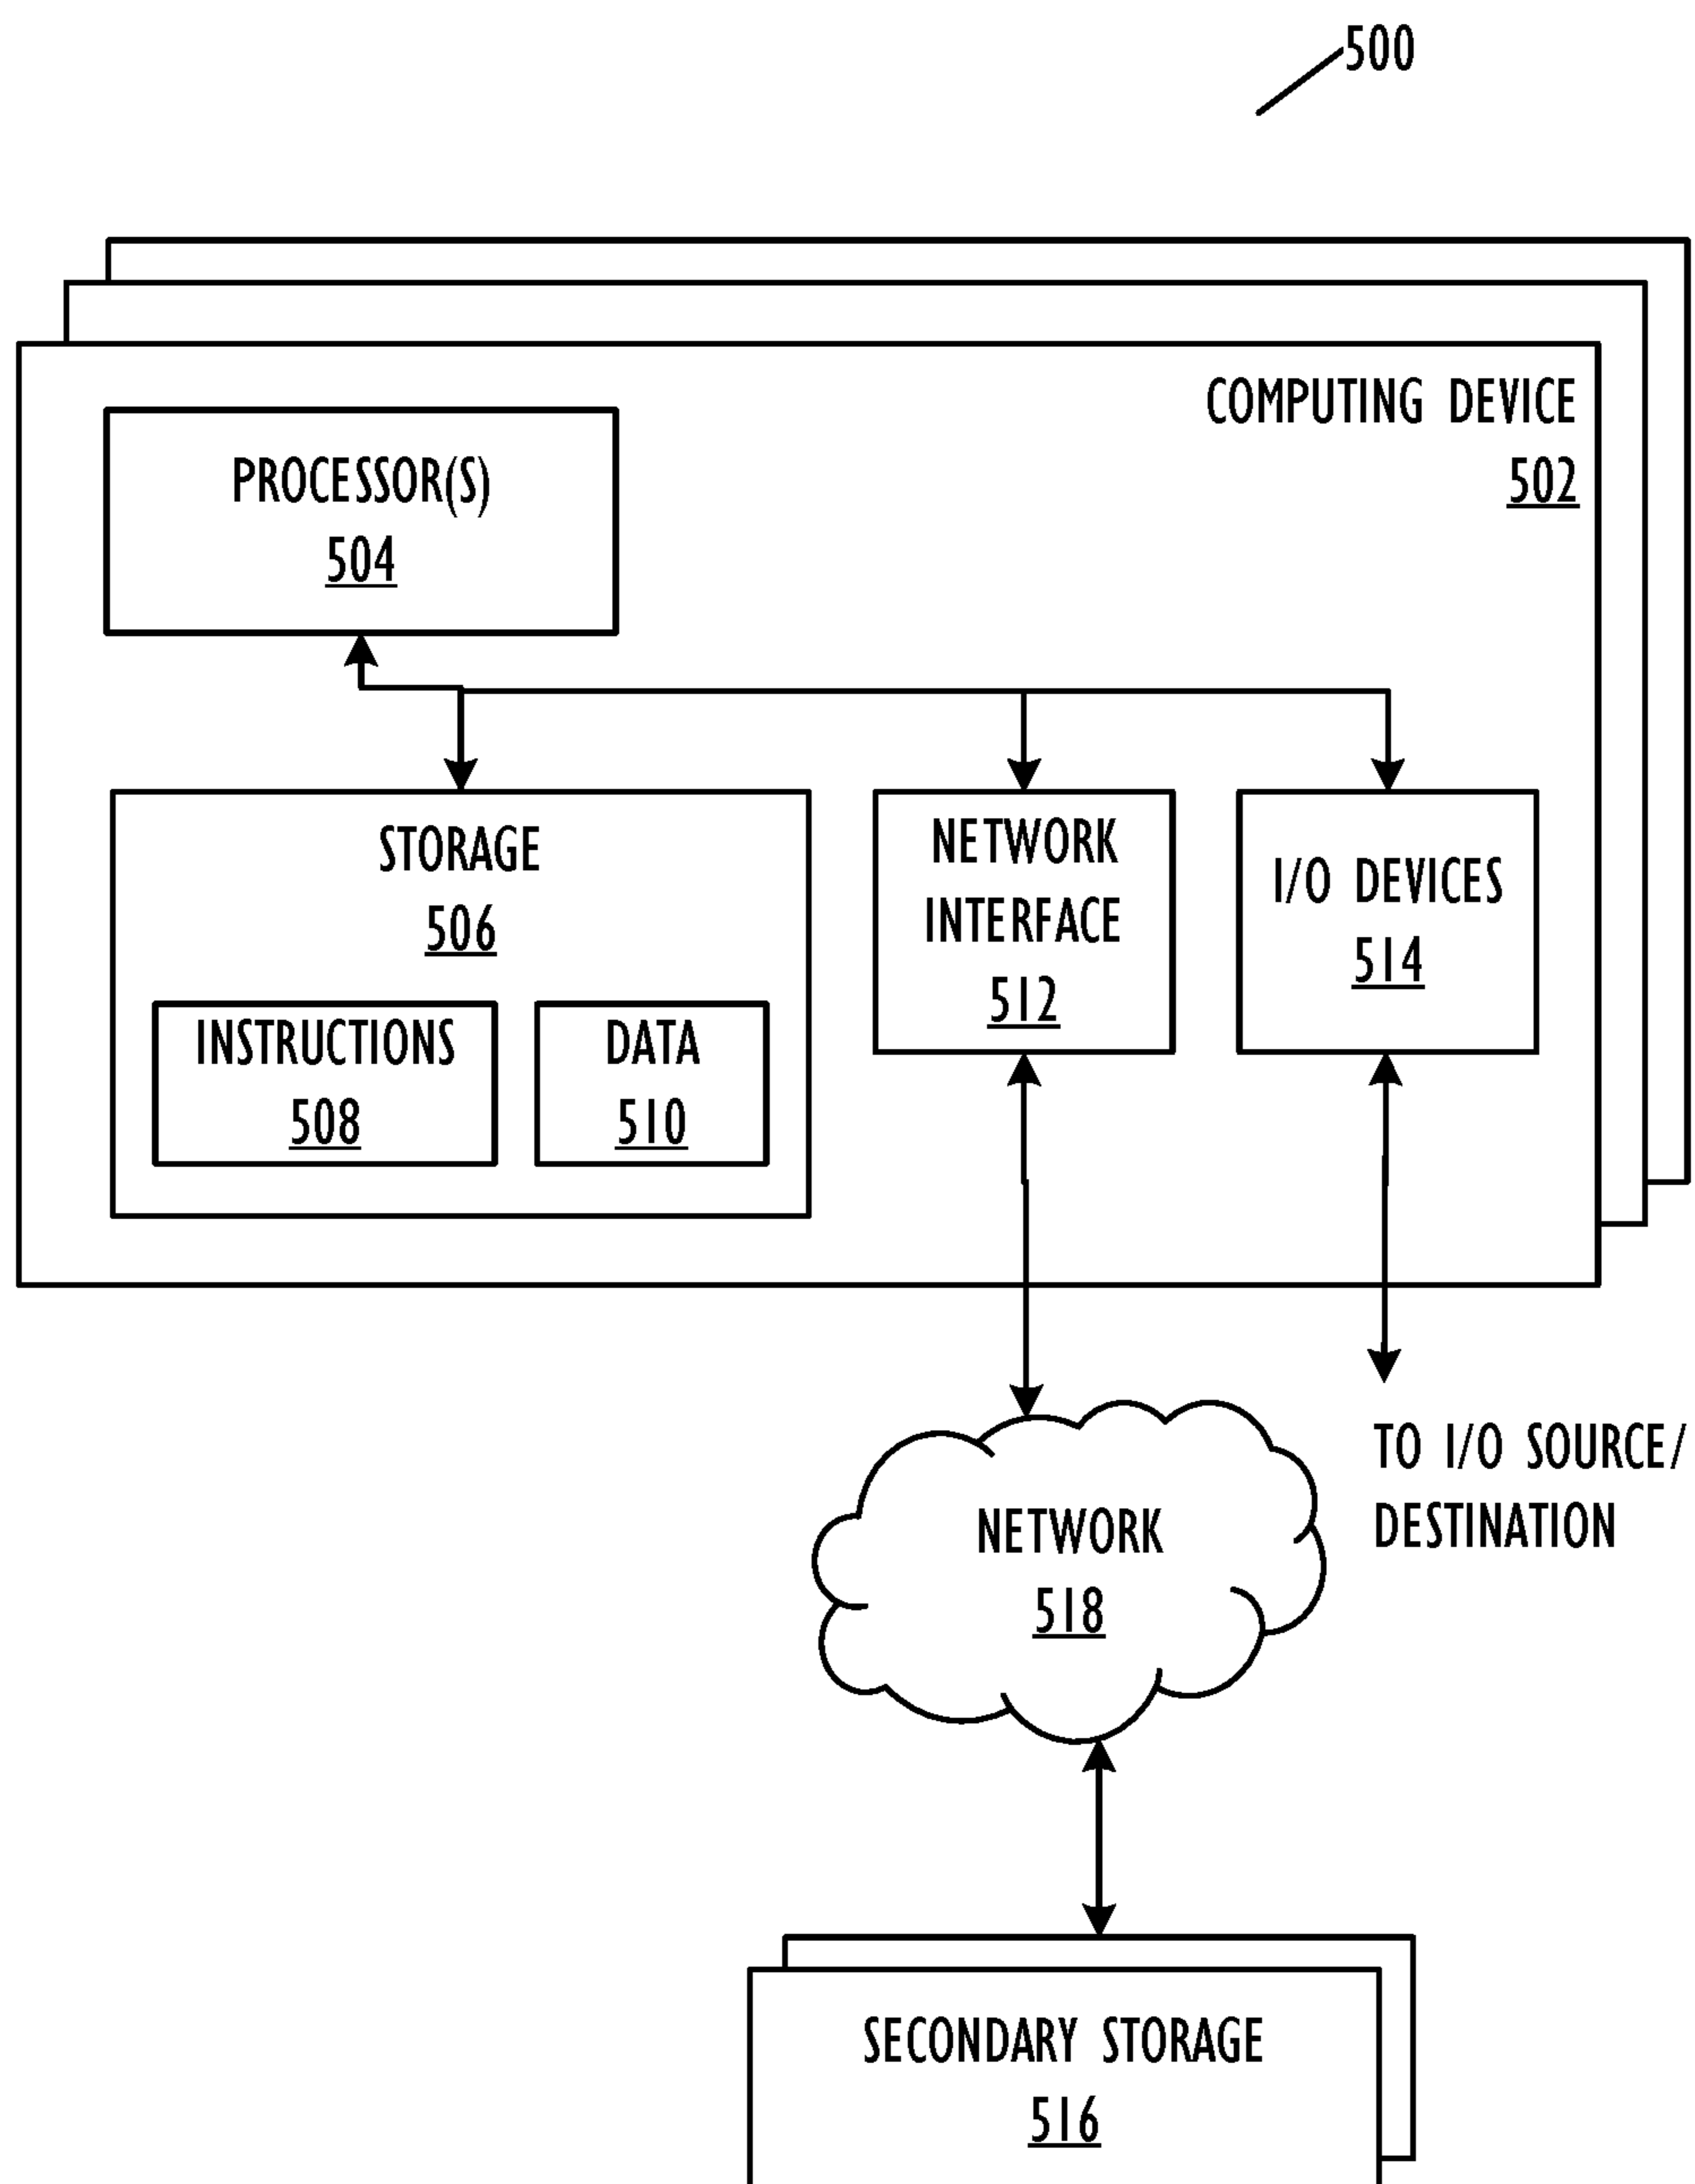 500
COMPUTING DEVICE
502
PROCESSOR(S)
504
STORAGE
506
INSTRUCTIONS
508
DATA
510
NETWORK
INTERFACE
512
I/O DEVICES
514
TO I/O SOURCE/
DESTINATION
NETWORK
518
SECONDARY STORAGE
516